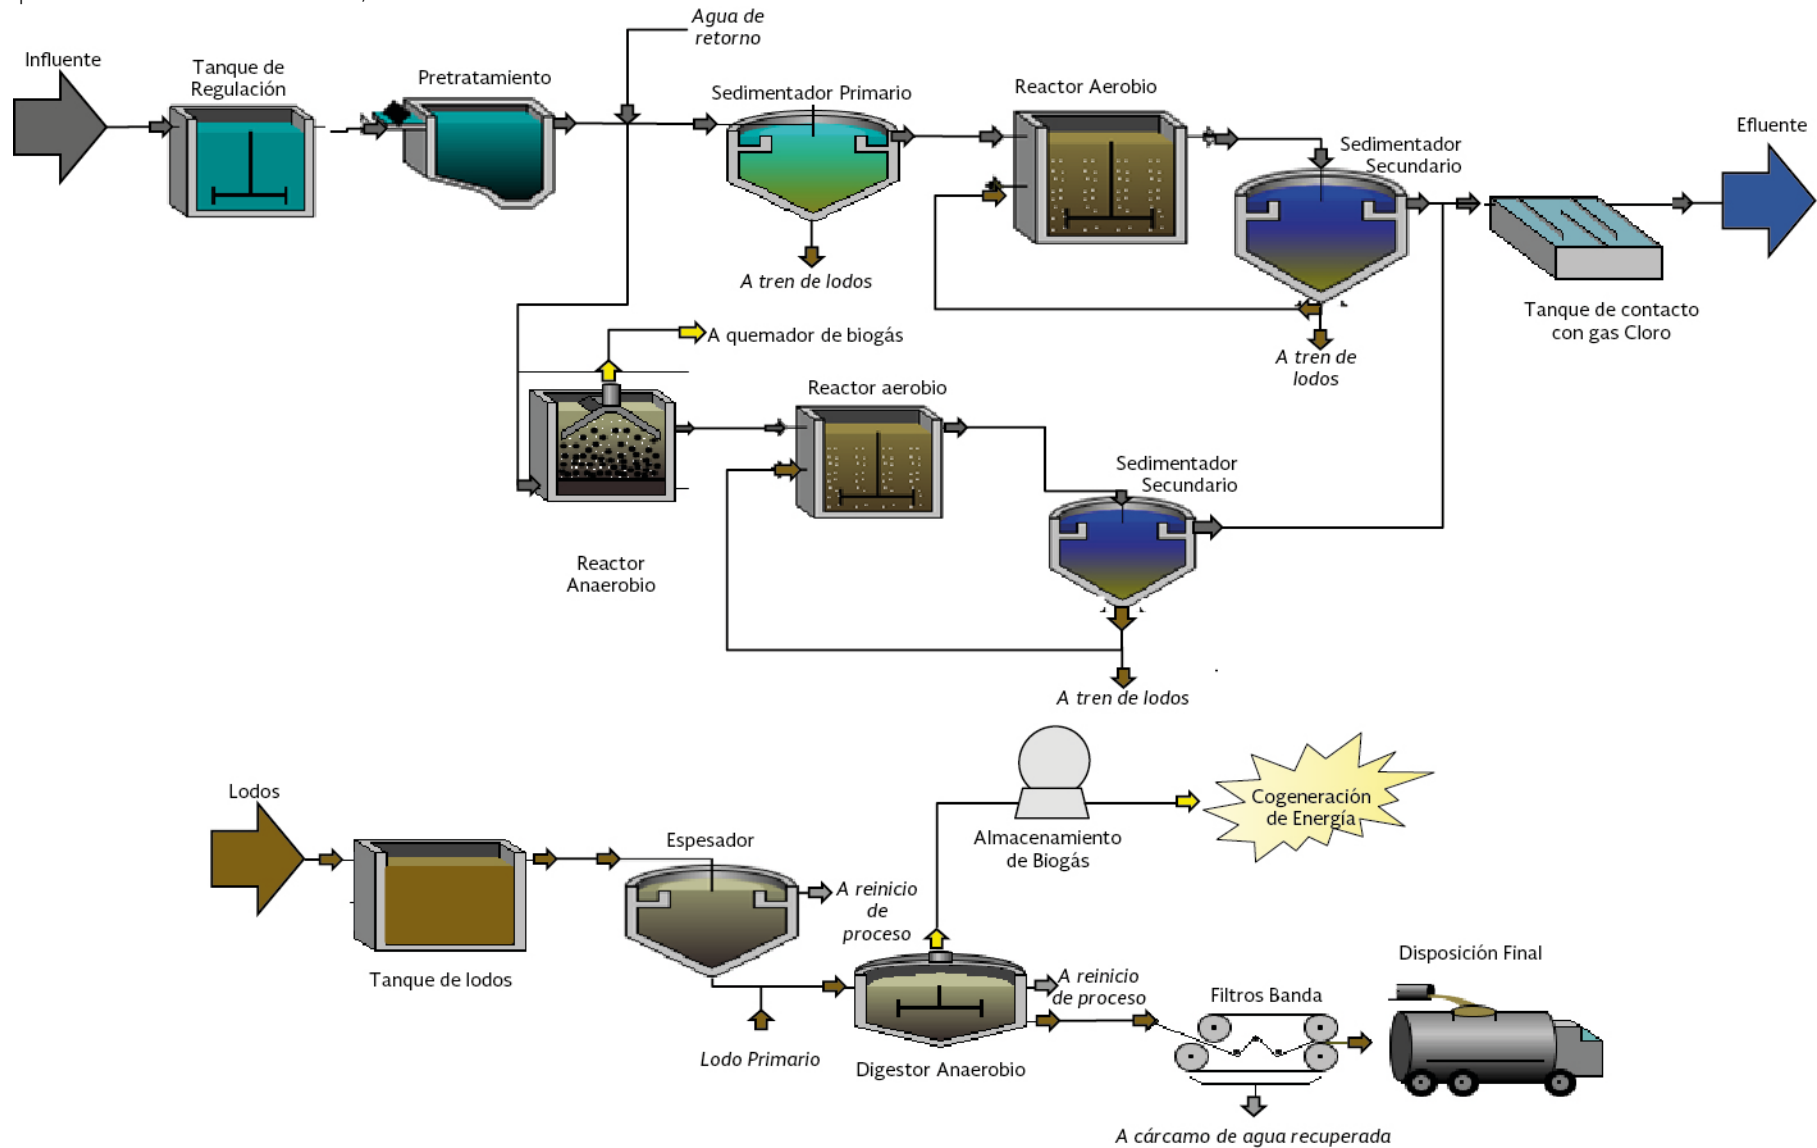 Agua de
retorno
Influente
Tanque de
Regulación
Pretratamiento
Sedimentador Primario
Reactor Aerobio
Sedimentador
Secundario
Efluente
A tren de lodos
Tanque de contacto
con gas Cloro
A quemador de biogás
A tren de
lodos
Reactor aerobio
Sedimentador
Secundario
Reactor
Anaerobio
A tren de lodos
Lodos
Cogeneración
de Energía
Almacenamiento
de Biogás
Espesador
A reinicio
de
proceso
Tanque de lodos
Disposición Final
A reinicio
de proceso
Filtros Banda
Lodo Primario
Digestor Anaerobio
A cárcamo de agua recuperada